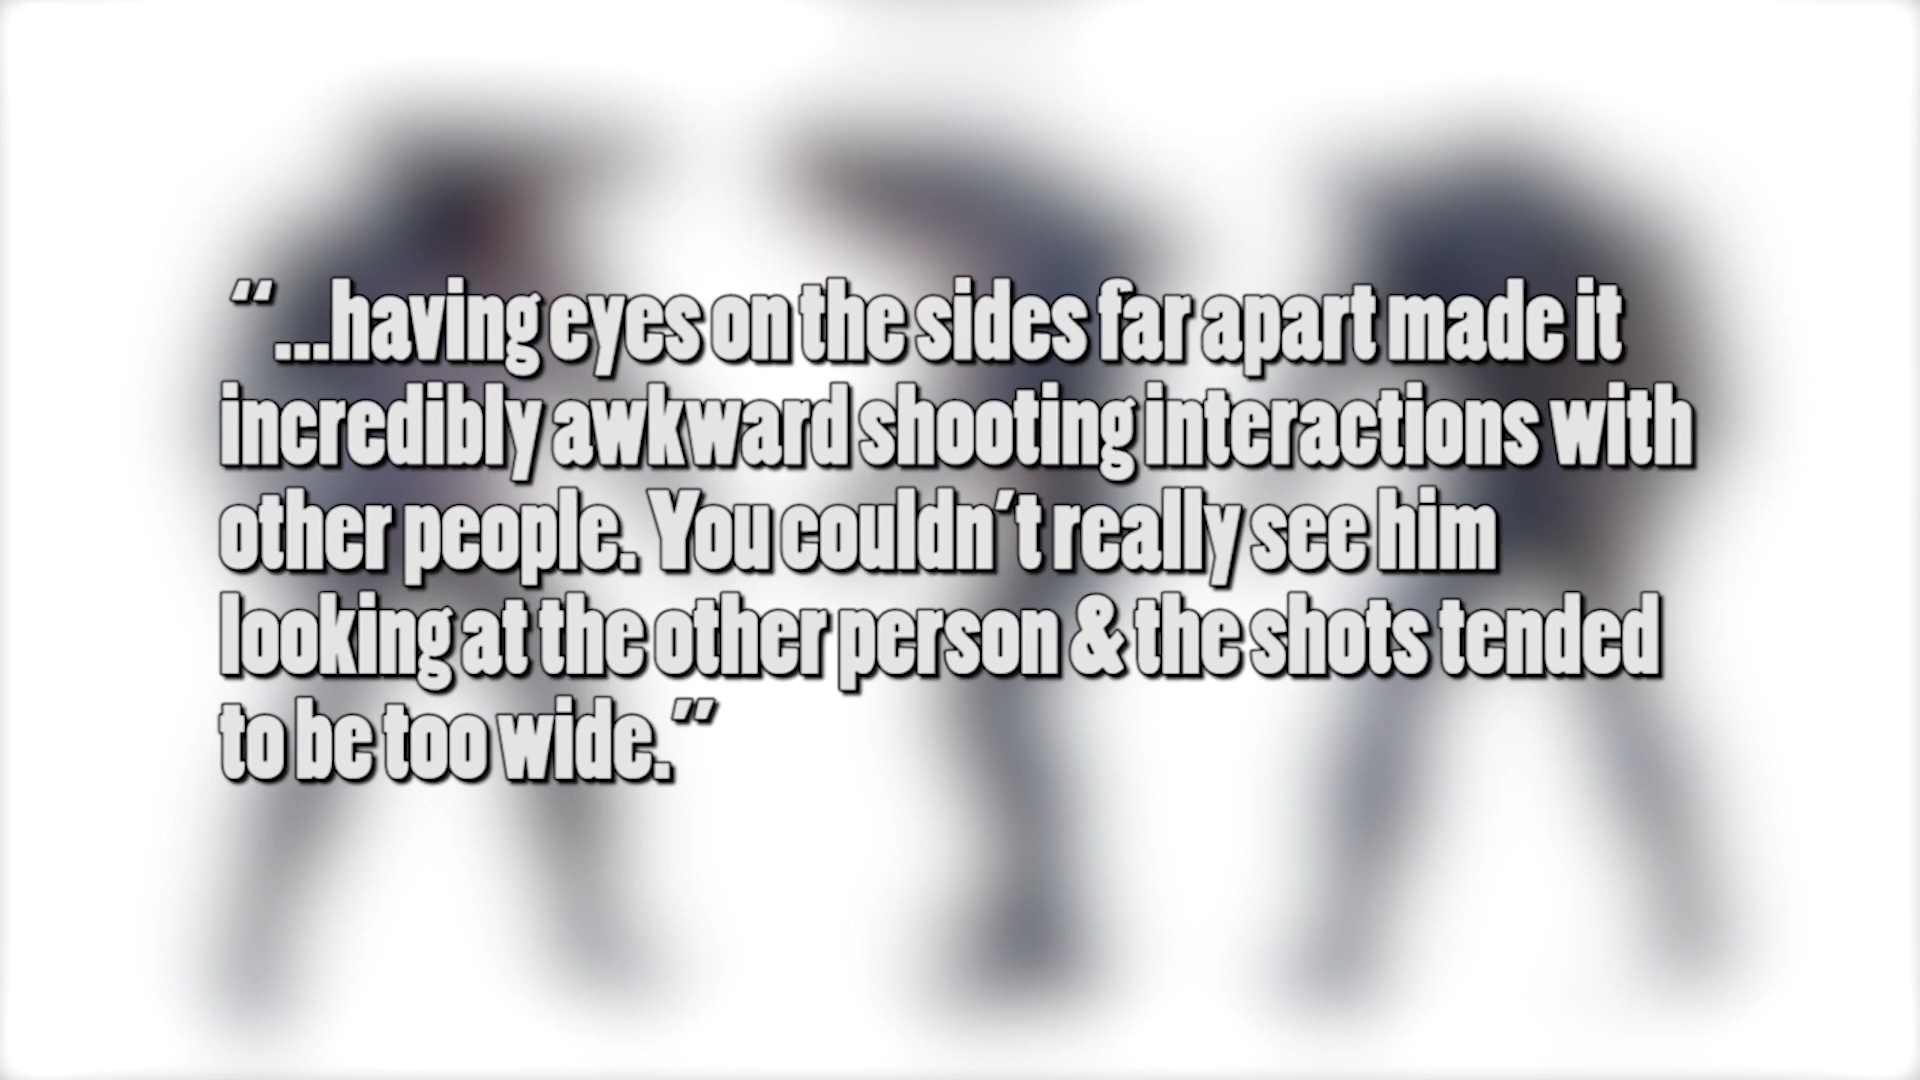 “...having eyes on the sides far apart made it
incredibly awkward shooting interactions with
other people. You couldn’t really see him
looking at the other person & the shots tended
to be too wide.”